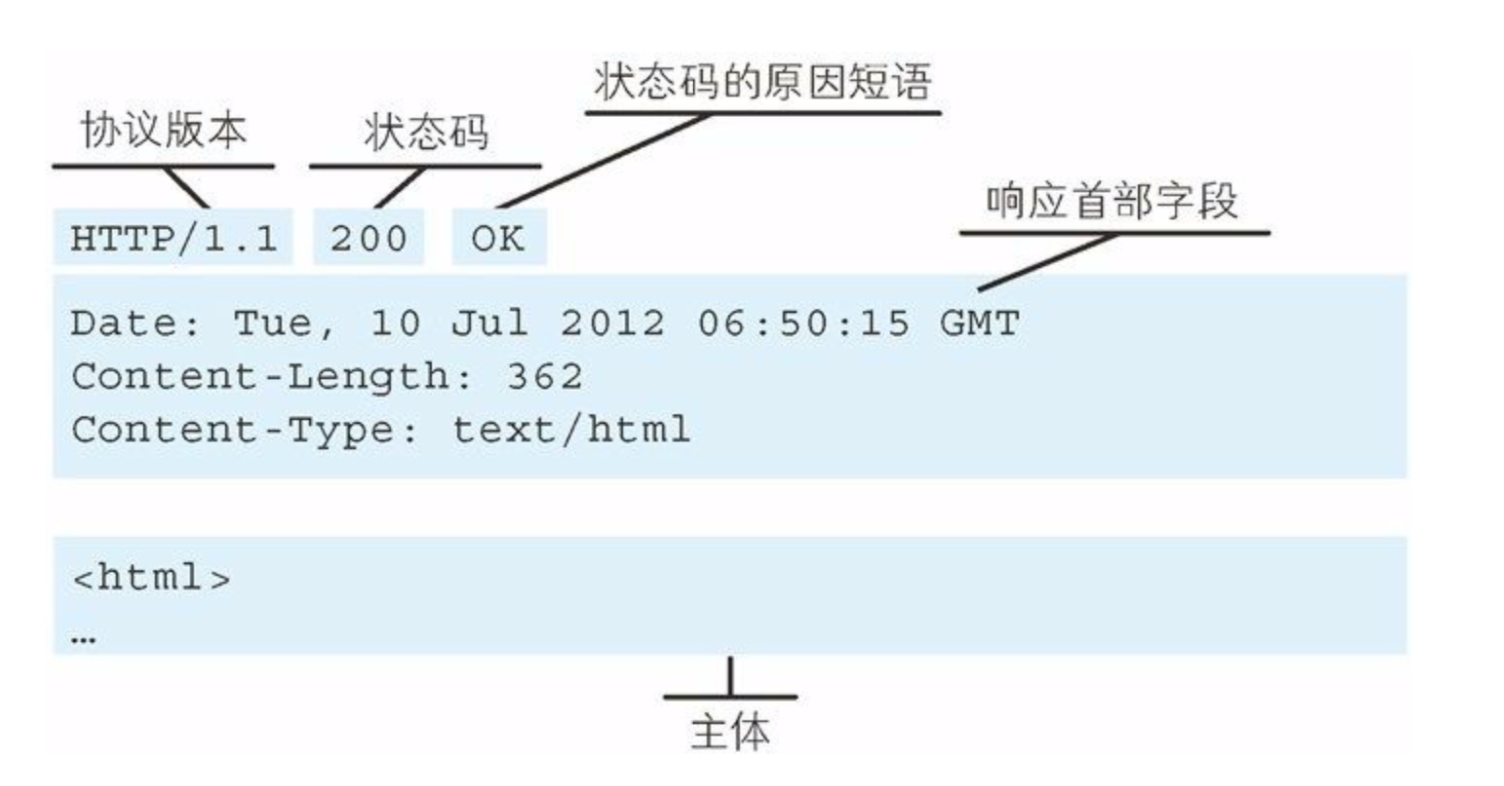 状态码的原因短语
协议版本 状态码
响应首部字段
HTTP/1.1 200 OK
Date: Tue, 10 Jul 2012 06:50:15 GMT
Content-Length: 362
Content-Type: text/html
<html>
…
主体